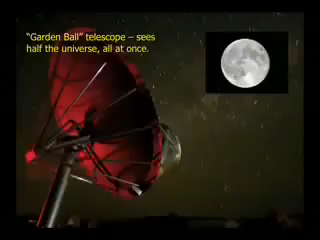 “Garden Ball” telescope – sees
half the universe, all at once.